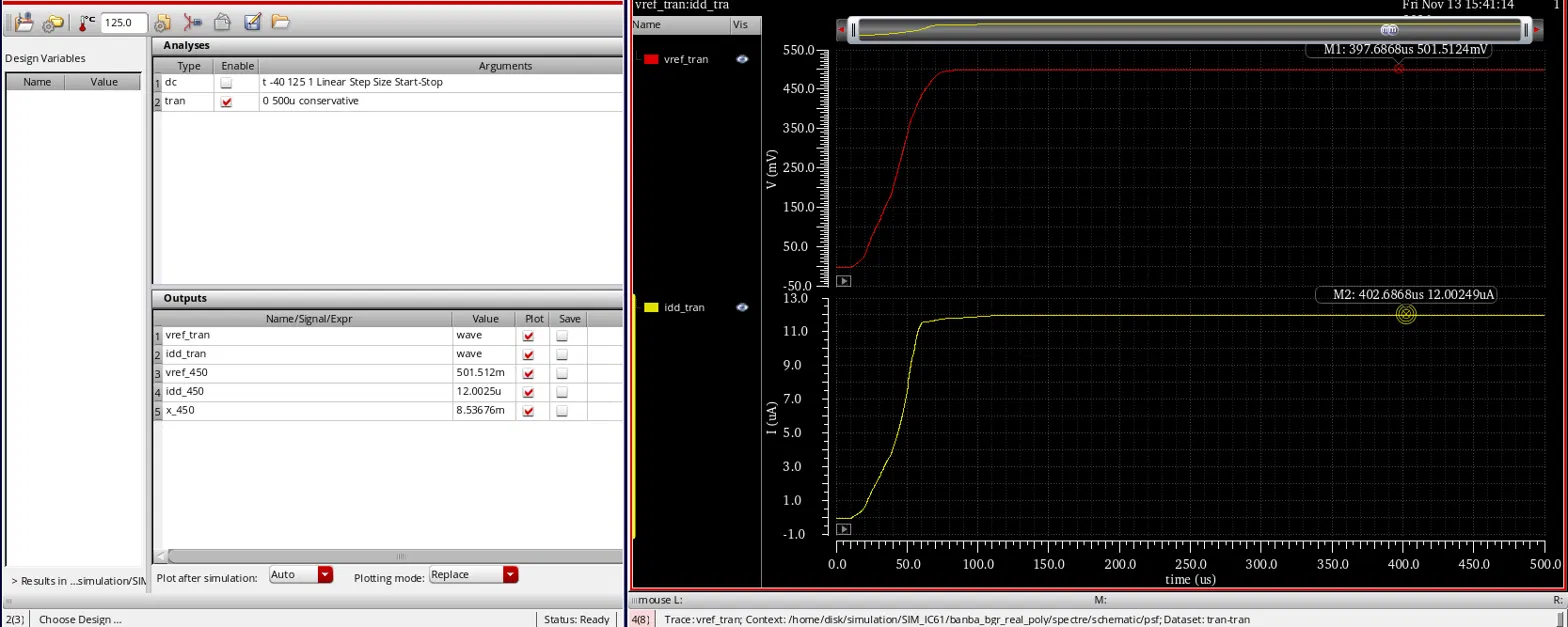 °C 125.0
Design Variables
Name Value
Analyses
Type Enable Arguments
1 dc t -40 125 1 Linear Step Size Start-Stop
2 tran 0 500u conservative
Outputs
Name/Signal/Expr Value Plot Save
1 vref_tran wave
2 idd_tran wave
3 vref_450 501.512m
4 idd_450 12.0025u
5 x_450 8.53676m
> Results in ...simulation/SIM
Plot after simulation: Auto Plotting mode: Replace
2(3) Choose Design ... Status: Ready
vref_tran:idd_tra Fri Nov 13 15:41:14 1
Name Vis
vref_tran
idd_tran
M1: 397.6868us 501.5124mV
550.0
450.0
350.0
250.0
150.0
50.0
-50.0
V (mV)
M2: 402.6868us 12.00249uA
13.0
11.0
9.0
7.0
5.0
3.0
1.0
-1.0
I (uA)
0.0 50.0 100.0 150.0 200.0 250.0 300.0 350.0 400.0 450.0 500.0
time (us)
mouse L: M: R:
4(8) Trace: vref_tran; Context: /home/disk/simulation/SIM_IC61/banba_bgr_real_poly/spectre/schematic/psf; Dataset: tran-tran